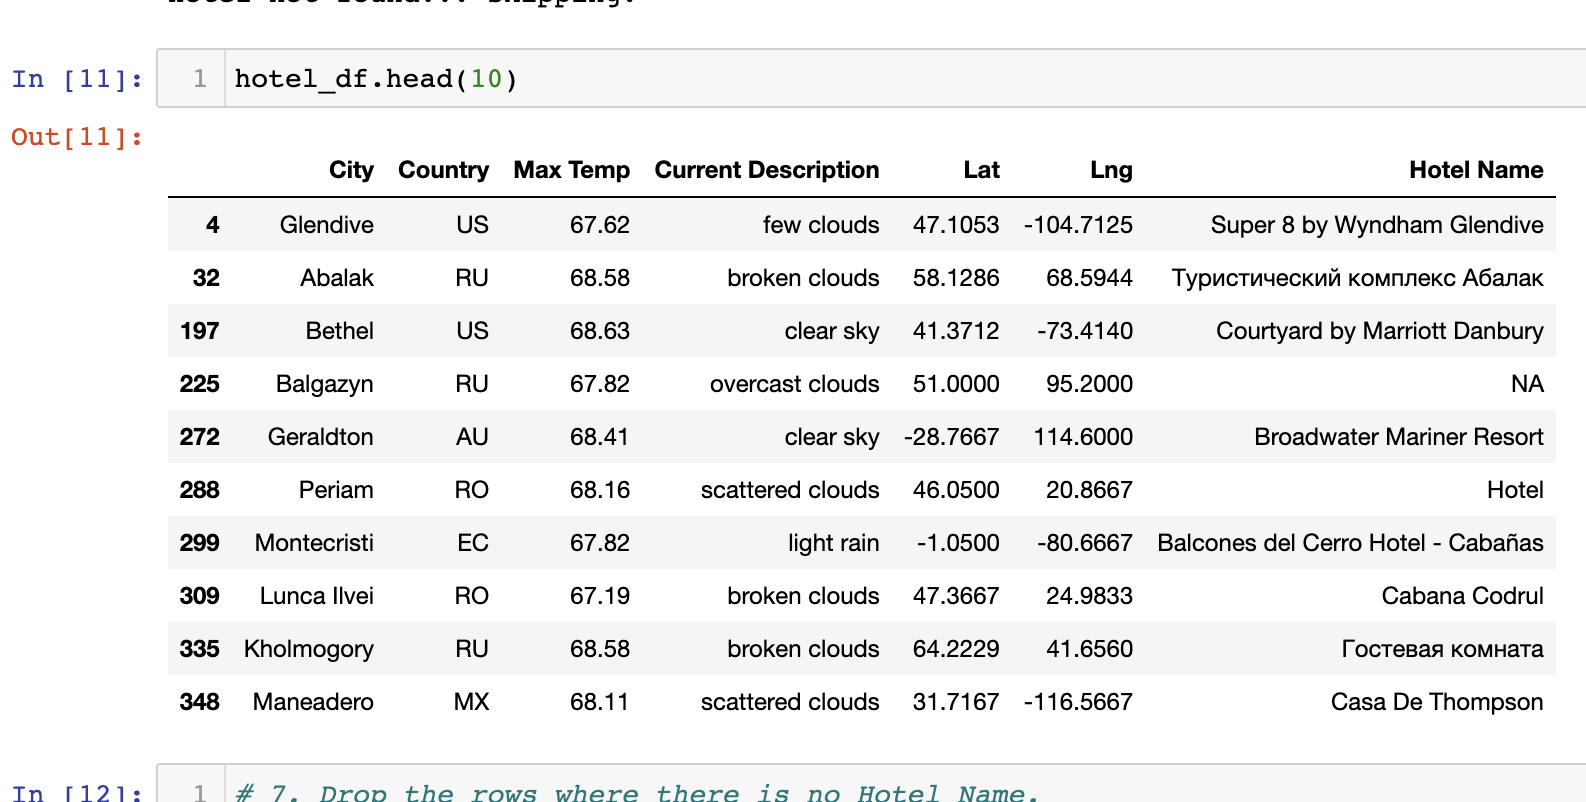 hotel not found... skipping.
In [11]: 1 hotel_df.head(10)
Out[11]:
City Country Max Temp Current Description Lat Lng Hotel Name
4 Glendive US 67.62 few clouds 47.1053 -104.7125 Super 8 by Wyndham Glendive
32 Abalak RU 68.58 broken clouds 58.1286 68.5944 Туристический комплекс Абалак
197 Bethel US 68.63 clear sky 41.3712 -73.4140 Courtyard by Marriott Danbury
225 Balgazyn RU 67.82 overcast clouds 51.0000 95.2000 NA
272 Geraldton AU 68.41 clear sky -28.7667 114.6000 Broadwater Mariner Resort
288 Periam RO 68.16 scattered clouds 46.0500 20.8667 Hotel
299 Montecristi EC 67.82 light rain -1.0500 -80.6667 Balcones del Cerro Hotel - Cabañas
309 Lunca Ilvei RO 67.19 broken clouds 47.3667 24.9833 Cabana Codrul
335 Kholmogory RU 68.58 broken clouds 64.2229 41.6560 Гостевая комната
348 Maneadero MX 68.11 scattered clouds 31.7167 -116.5667 Casa De Thompson
In [12]: 1 # 7. Drop the rows where there is no Hotel Name.